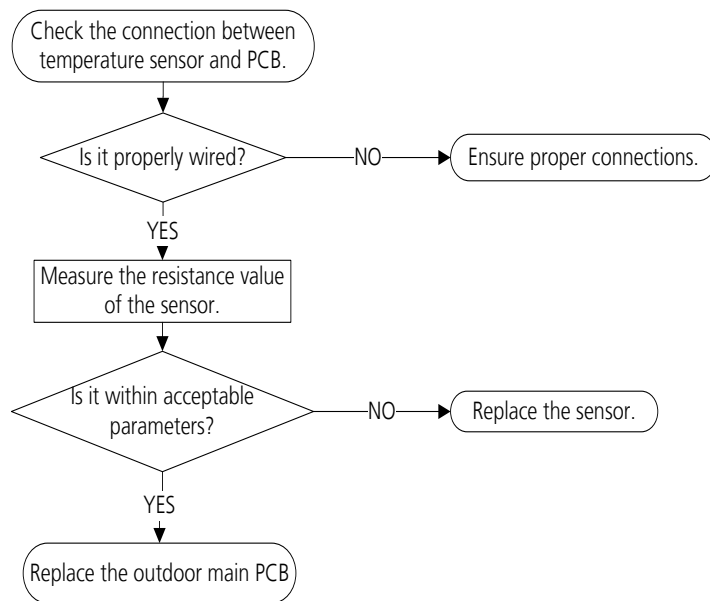 Check the connection between
temperature sensor and PCB.
Is it properly wired?
NO
Ensure proper connections.
YES
Measure the resistance value
of the sensor.
Is it within acceptable
parameters?
NO
Replace the sensor.
YES
Replace the outdoor main PCB